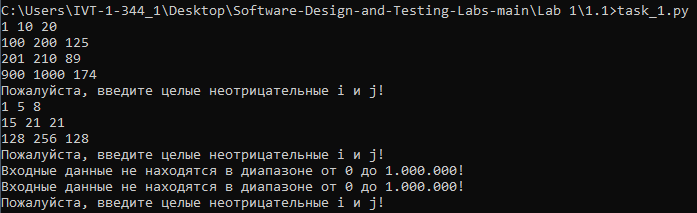 C:\Users\IVT-1-344_1\Desktop\Software-Design-and-Testing-Labs-main\Lab 1\1.1>task_1.py
1 10 20
100 200 125
201 210 89
900 1000 174
Пожалуйста, введите целые неотрицательные i и j!
1 5 8
15 21 21
128 256 128
Пожалуйста, введите целые неотрицательные i и j!
Входные данные не находятся в диапазоне от 0 до 1.000.000!
Входные данные не находятся в диапазоне от 0 до 1.000.000!
Пожалуйста, введите целые неотрицательные i и j!